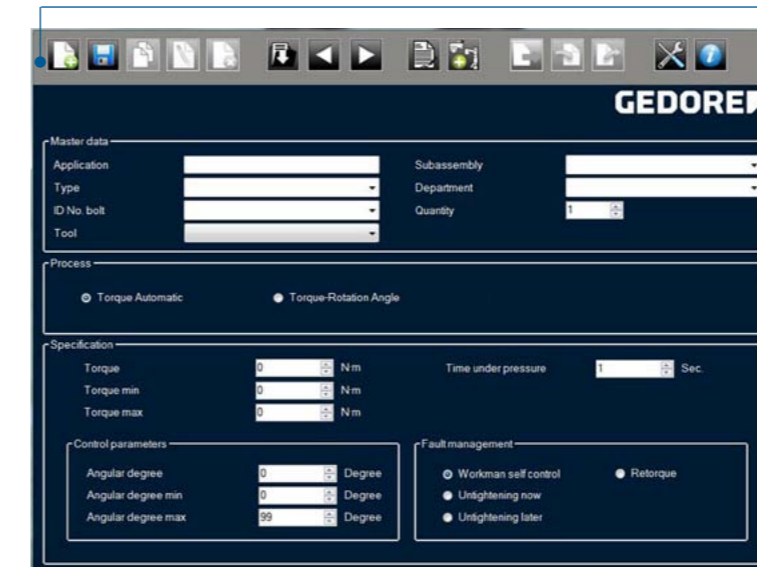 GEDORE
Master data
Application
Subassembly
Type
Department
ID No. bolt
Quantity 1
Tool
Process
Torque Automatic
Torque-Rotation Angle
Specification
Torque 0 Nm
Time under pressure 1 Sec.
Torque min 0 Nm
Torque max 0 Nm
Control parameters
Angular degree 0 Degree
Angular degree min 0 Degree
Angular degree max 99 Degree
Fault management
Workman self control
Retorque
Untightening now
Untightening later